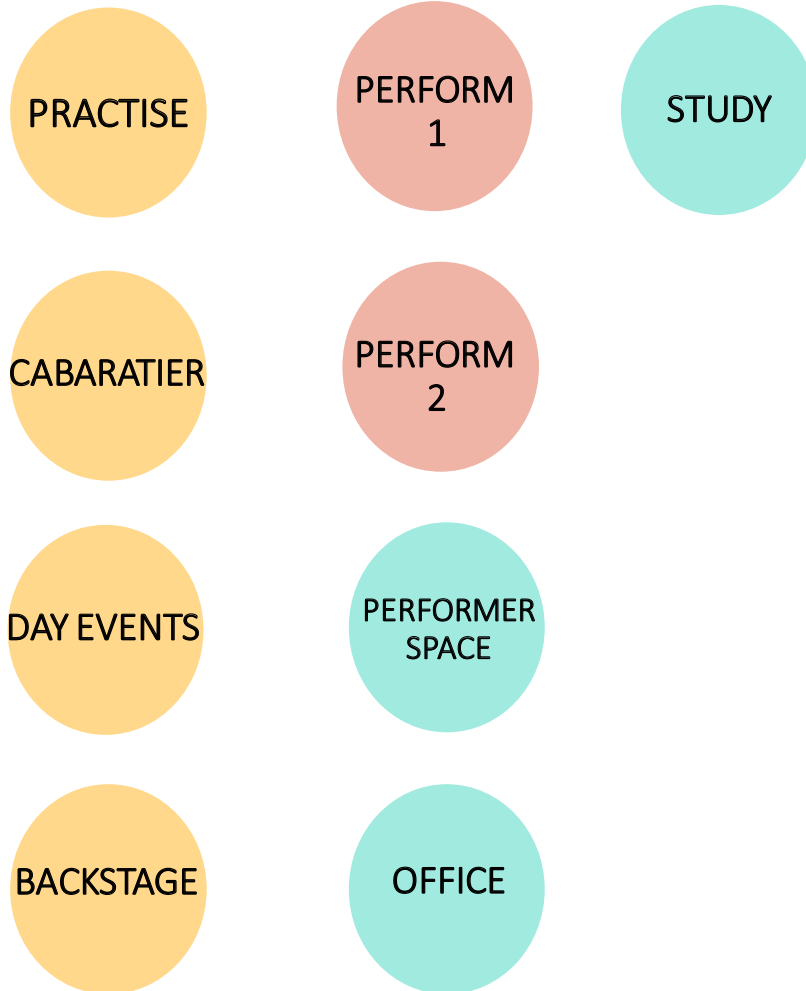 PRACTISE
PERFORM
1
STUDY
CABARATIER
PERFORM
2
DAY EVENTS
PERFORMER
SPACE
BACKSTAGE
OFFICE